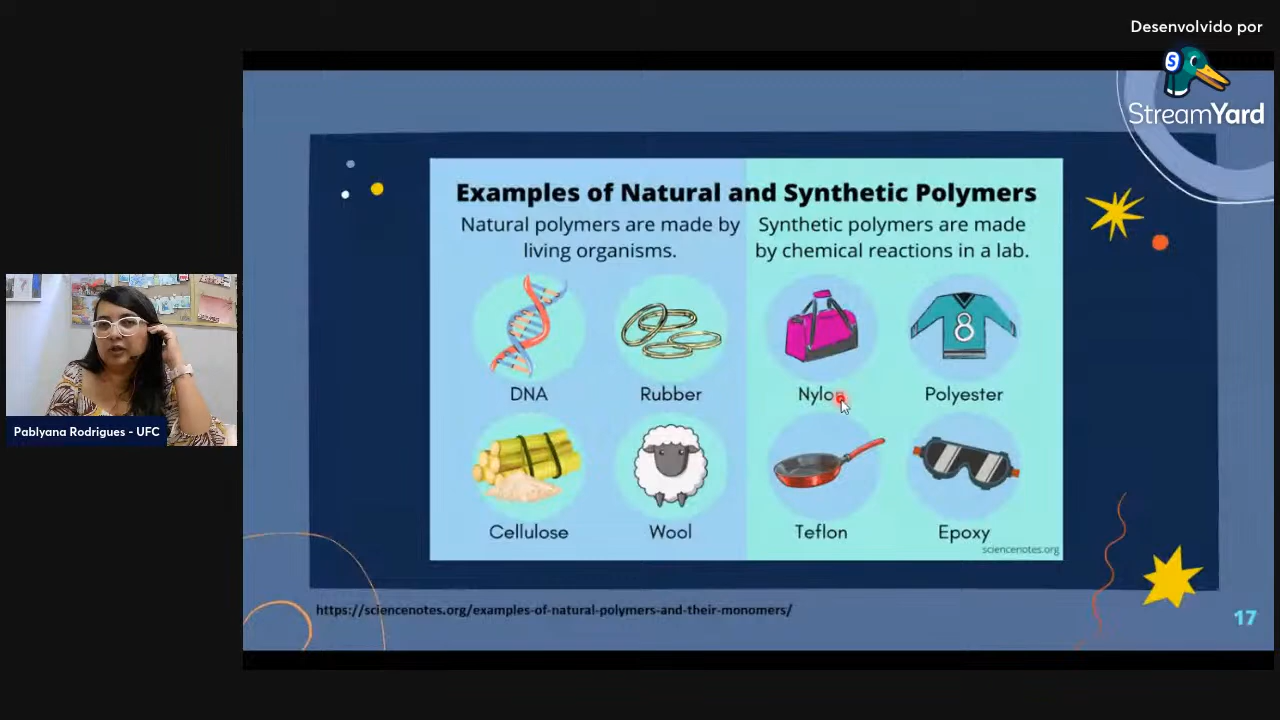 Desenvolvido por
S
StreamYard
Examples of Natural and Synthetic Polymers
Natural polymers are made by
living organisms.
Synthetic polymers are made
by chemical reactions in a lab.
8
DNA
Rubber
Nylon
Polyester
Cellulose
Wool
Teflon
Epoxy
sciencenotes.org
Pablyana Rodrigues - UFC
https://sciencenotes.org/examples-of-natural-polymers-and-their-monomers/
17